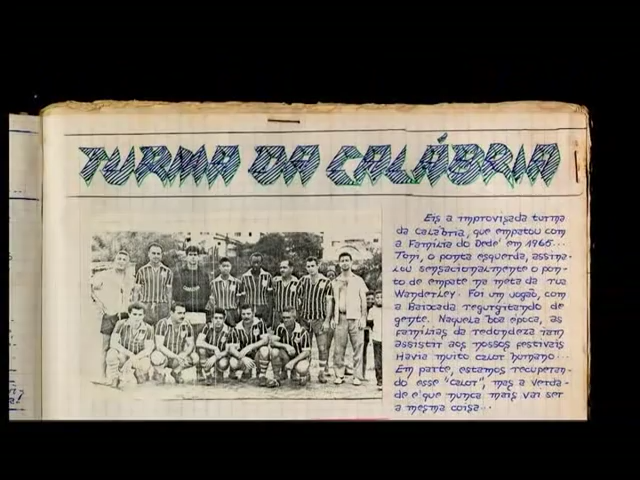 TURMA DA CALÁBRIA
Eis a improvisada turma
da Calábria, que empatou com
a Família do Dedé em 1965...
Toni, o ponta esquerda, assina-
lou sensacionalmente o pon-
to de empate na meta da rua
Wanderley. Foi um jogão, com
a Baixada regurgitando de
gente. Naquela boa época, as
famílias da redondeza iam
assistir aos nossos festivais
Havia muito calor humano...
Em parte, estamos recuperan-
do esse "calor", mas a verda-
de é que nunca mais vai ser
a mesma coisa...